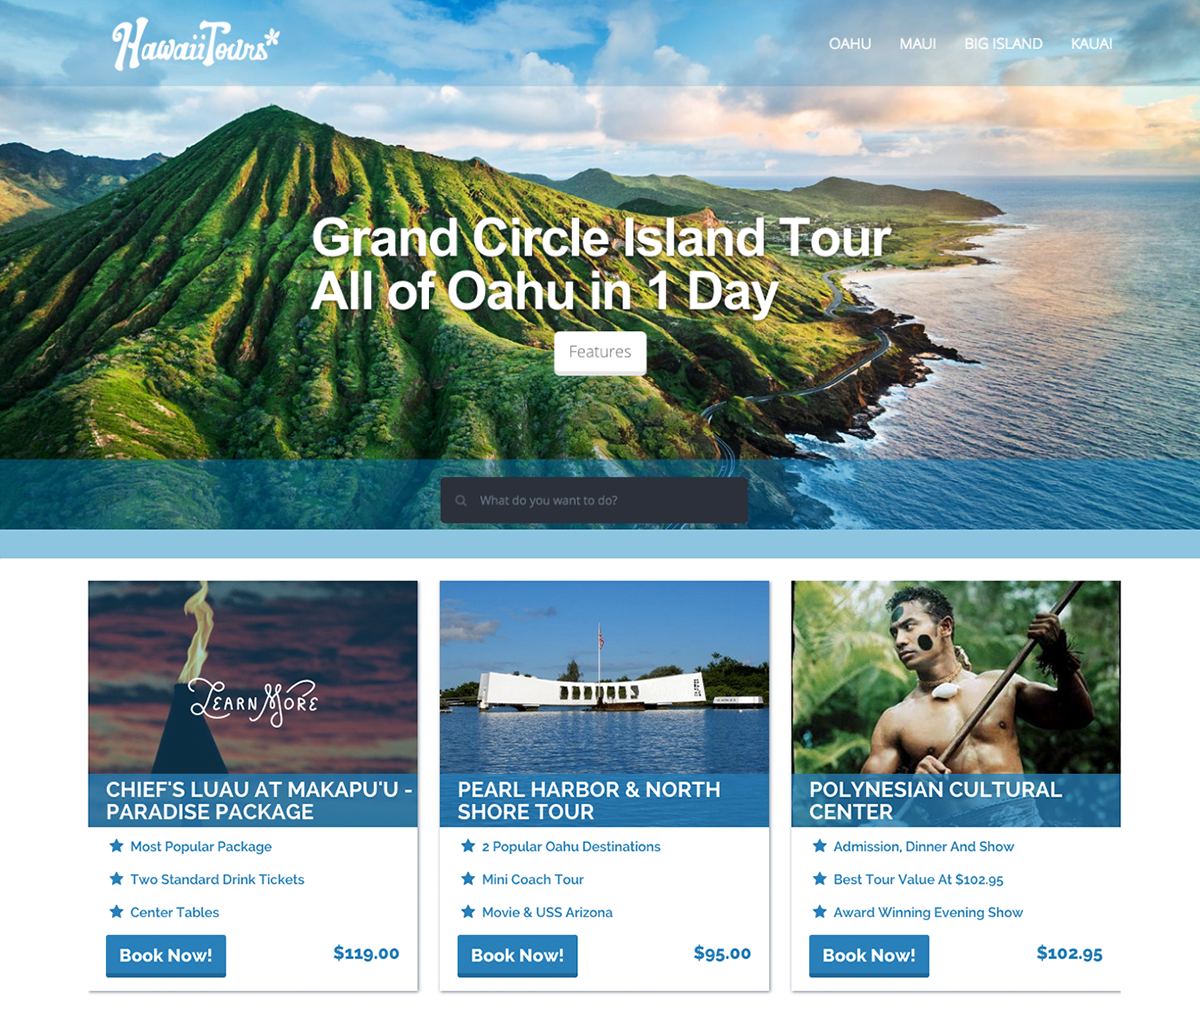 HawaiiTours
OAHU MAUI BIG ISLAND KAUAI
Grand Circle Island Tour
All of Oahu in 1 Day
Features
What do you want to do?
Learn More
CHIEF'S LUAU AT MAKAPU'U -
PARADISE PACKAGE
Most Popular Package
Two Standard Drink Tickets
Center Tables
Book Now! $119.00
PEARL HARBOR & NORTH
SHORE TOUR
2 Popular Oahu Destinations
Mini Coach Tour
Movie & USS Arizona
Book Now! $95.00
POLYNESIAN CULTURAL
CENTER
Admission, Dinner And Show
Best Tour Value At $102.95
Award Winning Evening Show
Book Now! $102.95